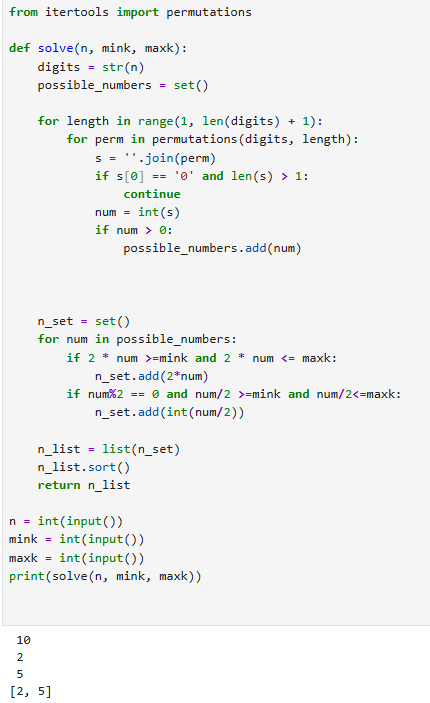 from itertools import permutations

def solve(n, mink, maxk):
    digits = str(n)
    possible_numbers = set()

    for length in range(1, len(digits) + 1):
        for perm in permutations(digits, length):
            s = ''.join(perm)
            if s[0] == '0' and len(s) > 1:
                continue
            num = int(s)
            if num > 0:
                possible_numbers.add(num)



    n_set = set()
    for num in possible_numbers:
        if 2 * num >=mink and 2 * num <= maxk:
            n_set.add(2*num)
        if num%2 == 0 and num/2 >=mink and num/2<=maxk:
            n_set.add(int(num/2))

    n_list = list(n_set)
    n_list.sort()
    return n_list

n = int(input())
mink = int(input())
maxk = int(input())
print(solve(n, mink, maxk))

10
2
5
[2, 5]